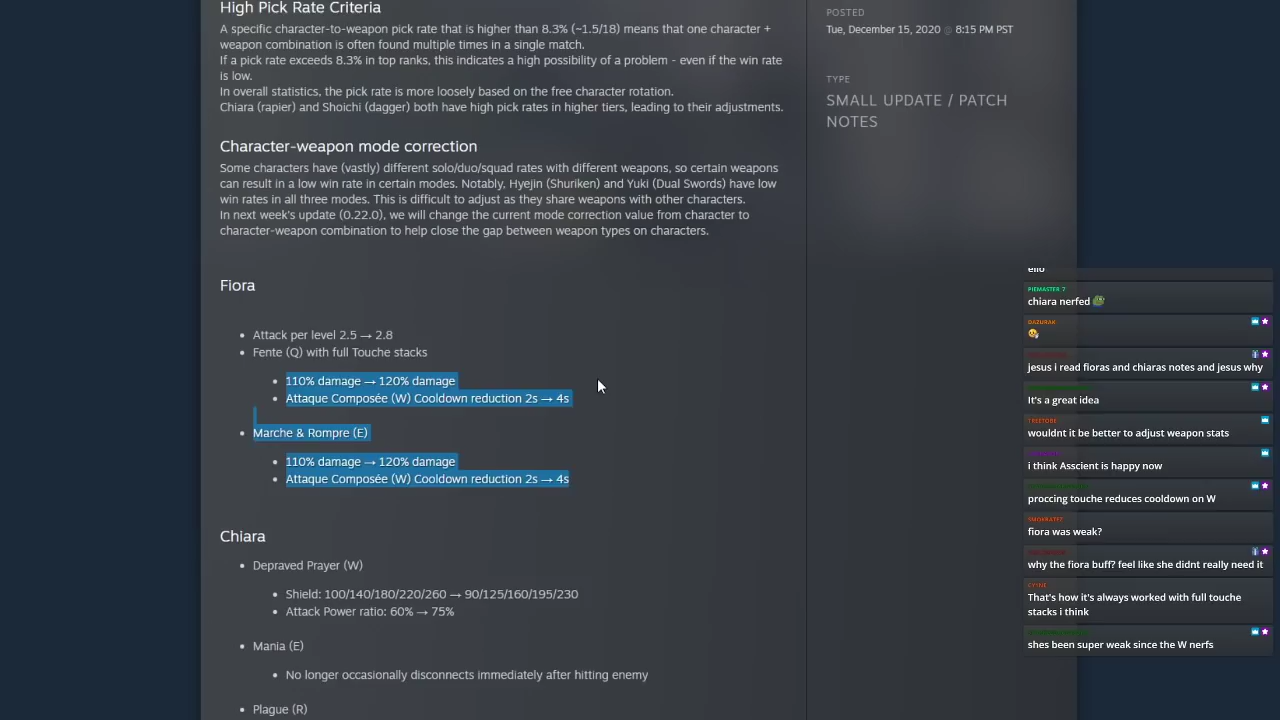 High Pick Rate Criteria
A specific character-to-weapon pick rate that is higher than 8.3% (~1.5/18) means that one character +
weapon combination is often found multiple times in a single match.
If a pick rate exceeds 8.3% in top ranks, this indicates a high possibility of a problem - even if the win rate
is low.
In overall statistics, the pick rate is more loosely based on the free character rotation.
Chiara (rapier) and Shoichi (dagger) both have high pick rates in higher tiers, leading to their adjustments.
Character-weapon mode correction
Some characters have (vastly) different solo/duo/squad rates with different weapons, so certain weapons
can result in a low win rate in certain modes. Notably, Hyejin (Shuriken) and Yuki (Dual Swords) have low
win rates in all three modes. This is difficult to adjust as they share weapons with other characters.
In next week's update (0.22.0), we will change the current mode correction value from character to
character-weapon combination to help close the gap between weapon types on characters.
Fiora
• Attack per level 2.5 → 2.8
• Fente (Q) with full Touche stacks
• 110% damage → 120% damage
• Attaque Composée (W) Cooldown reduction 2s → 4s
• Marche & Rompre (E)
• 110% damage → 120% damage
• Attaque Composée (W) Cooldown reduction 2s → 4s
Chiara
• Depraved Prayer (W)
• Shield: 100/140/180/220/260 → 90/125/160/195/230
• Attack Power ratio: 60% → 75%
• Mania (E)
• No longer occasionally disconnects immediately after hitting enemy
• Plague (R)
POSTED
Tue, December 15, 2020 @ 8:15 PM PST
TYPE
SMALL UPDATE / PATCH
NOTES
PIEMASTER 7
chiara nerfed
jesus i read fioras and chiaras notes and jesus why
It's a great idea
wouldnt it be better to adjust weapon stats
i think Asscient is happy now
proccing touche reduces cooldown on W
fiora was weak?
why the fiora buff? feel like she didnt really need it
That's how it's always worked with full touche
stacks i think
shes been super weak since the W nerfs